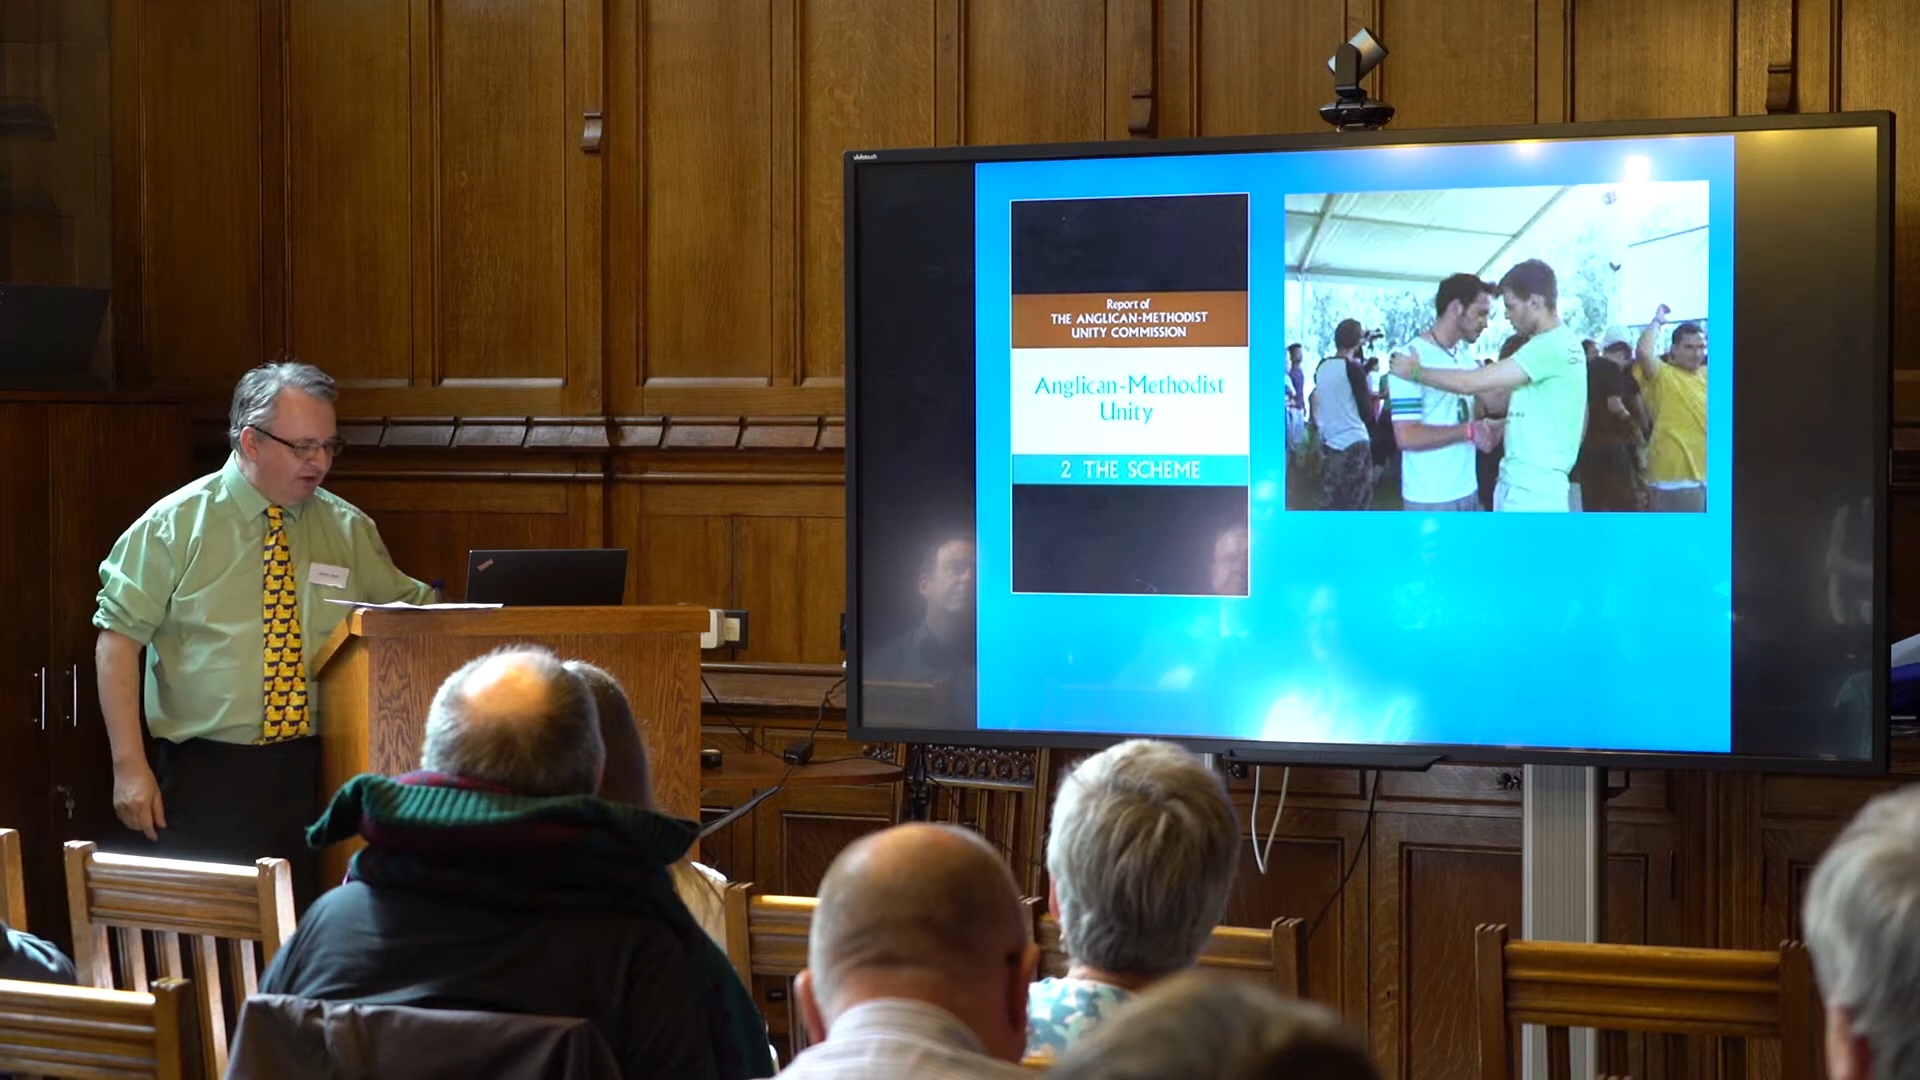 Report of
THE ANGLICAN-METHODIST
UNITY COMMISSION
Anglican-Methodist
Unity
2 THE SCHEME